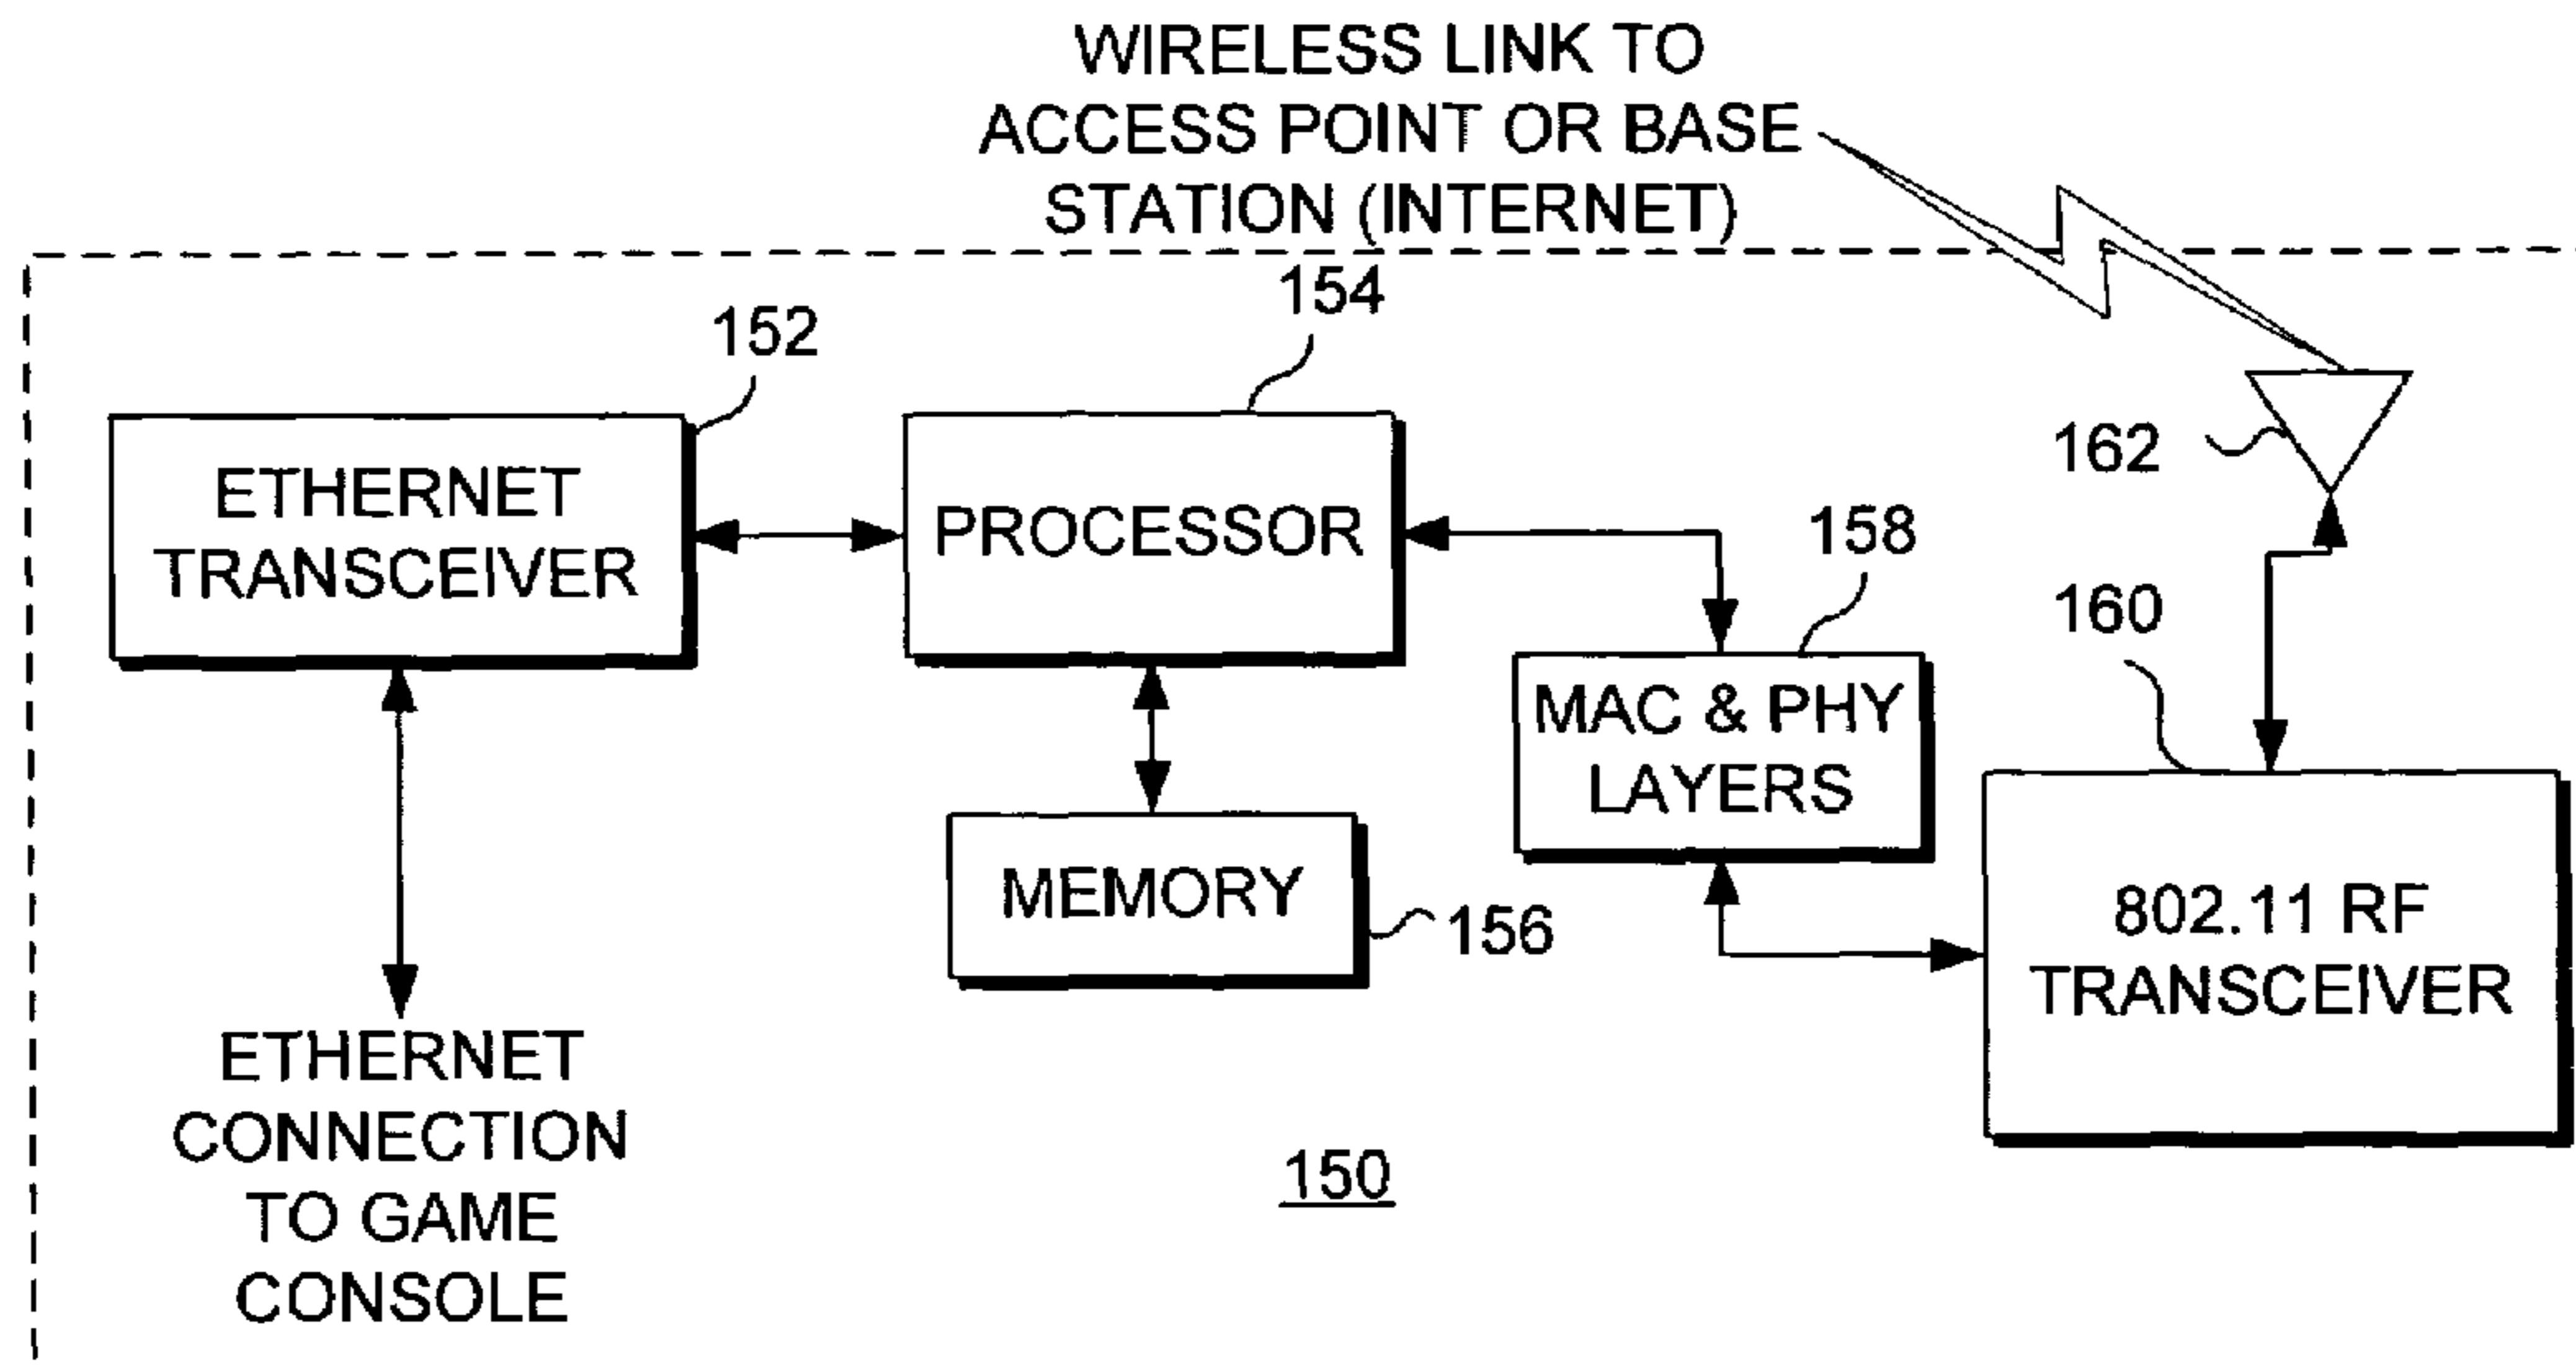 WIRELESS LINK TO
ACCESS POINT OR BASE
STATION (INTERNET)
154
152
ETHERNET
TRANSCEIVER
PROCESSOR
162
158
160
MAC & PHY
LAYERS
MEMORY
156
802.11 RF
TRANSCEIVER
ETHERNET
CONNECTION
TO GAME
CONSOLE
150